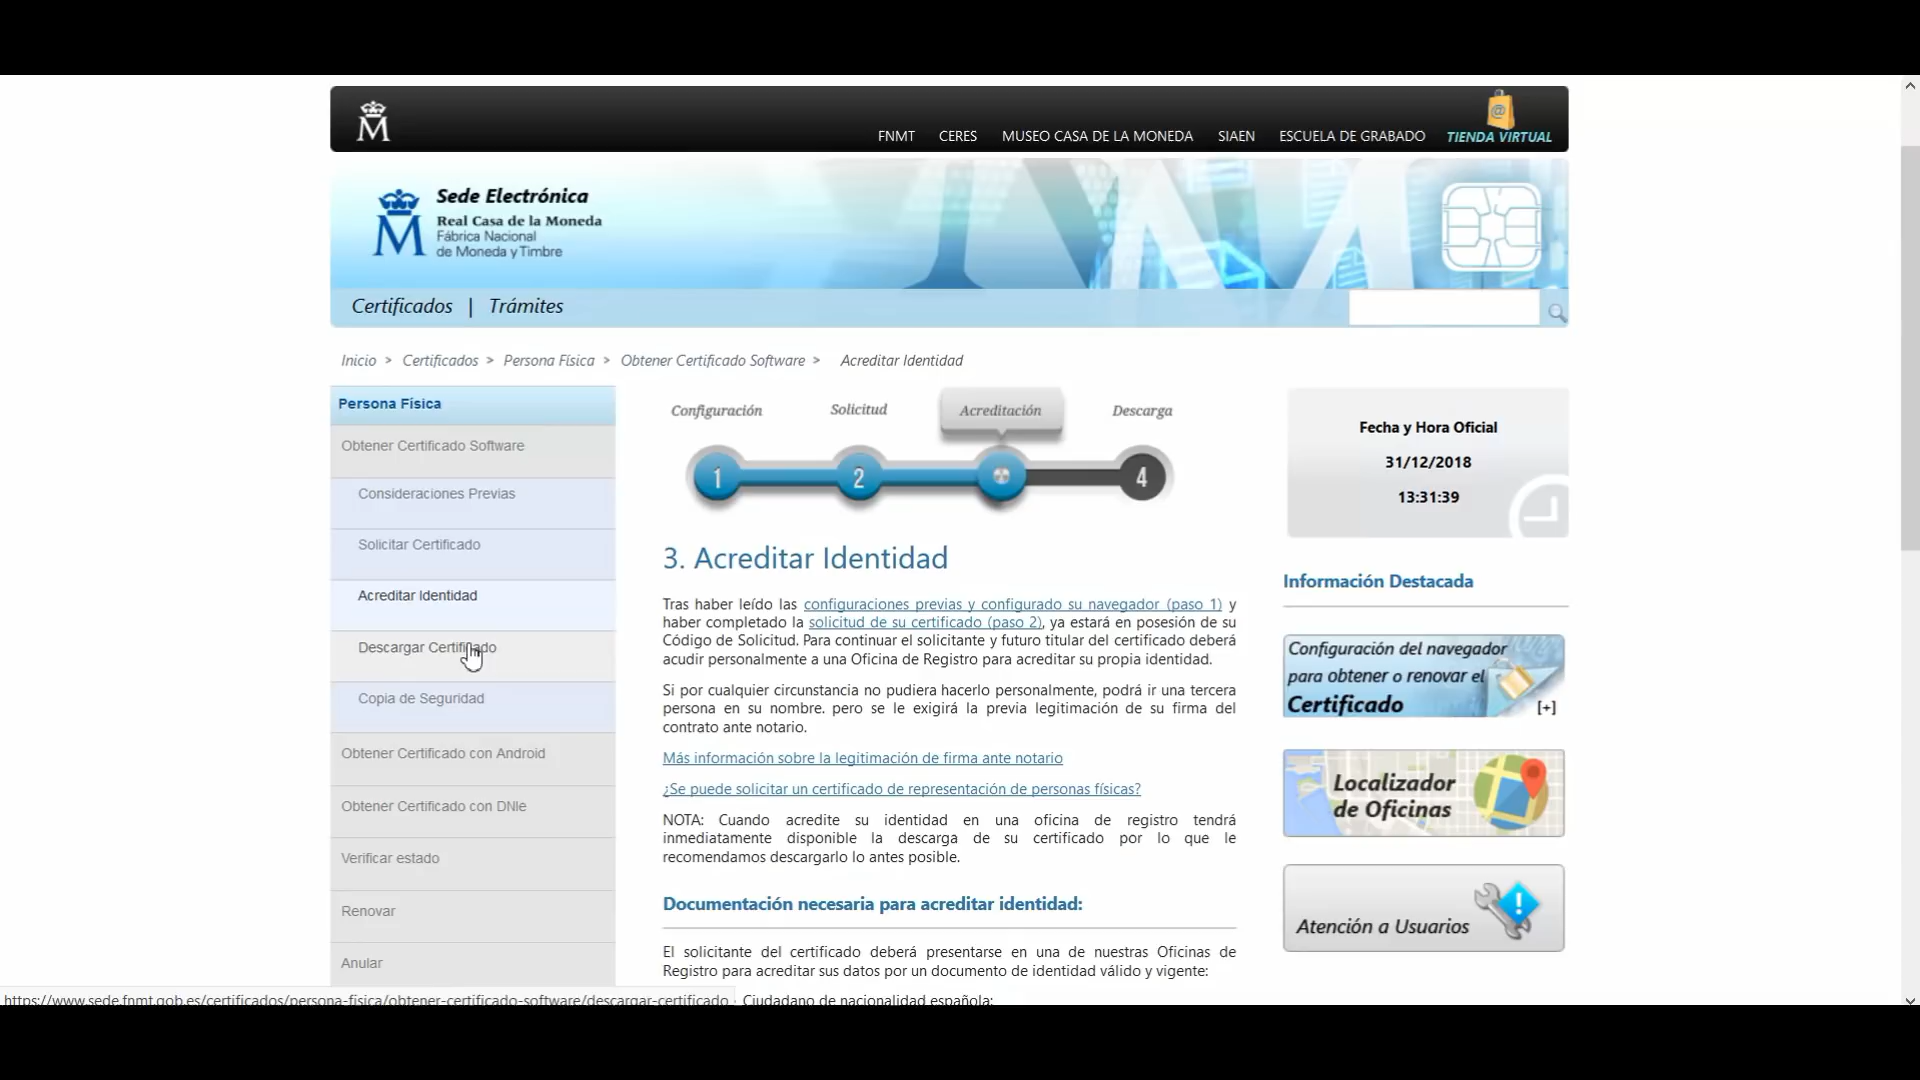 FNMT CERES MUSEO CASA DE LA MONEDA SIAEN ESCUELA DE GRABADO TIENDA VIRTUAL
Sede Electrónica
Real Casa de la Moneda
Fábrica Nacional
de Moneda y Timbre
Certificados | Trámites
Inicio > Certificados > Persona Física > Obtener Certificado Software > Acreditar Identidad
Persona Física
Obtener Certificado Software
Consideraciones Previas
Solicitar Certificado
Acreditar Identidad
Descargar Certificado
Copia de Seguridad
Obtener Certificado con Android
Obtener Certificado con DNIe
Verificar estado
Renovar
Anular
Configuración Solicitud Acreditación Descarga
1 2 4
3. Acreditar Identidad
Tras haber leído las configuraciones previas y configurado su navegador (paso 1) y
haber completado la solicitud de su certificado (paso 2), ya estará en posesión de su
Código de Solicitud. Para continuar el solicitante y futuro titular del certificado deberá
acudir personalmente a una Oficina de Registro para acreditar su propia identidad.
Si por cualquier circunstancia no pudiera hacerlo personalmente, podrá ir una tercera
persona en su nombre. pero se le exigirá la previa legitimación de su firma del
contrato ante notario.
Más información sobre la legitimación de firma ante notario
¿Se puede solicitar un certificado de representación de personas físicas?
NOTA: Cuando acredite su identidad en una oficina de registro tendrá
inmediatamente disponible la descarga de su certificado por lo que le
recomendamos descargarlo lo antes posible.
Documentación necesaria para acreditar identidad:
El solicitante del certificado deberá presentarse en una de nuestras Oficinas de
Registro para acreditar sus datos por un documento de identidad válido y vigente:
Ciudadano de nacionalidad española:
Fecha y Hora Oficial
31/12/2018
13:31:39
Información Destacada
Configuración del navegador
para obtener o renovar el
Certificado [+]
Localizador
de Oficinas
Atención a Usuarios
https://www.sede.fnmt.gob.es/certificados/persona-fisica/obtener-certificado-software/descargar-certificado